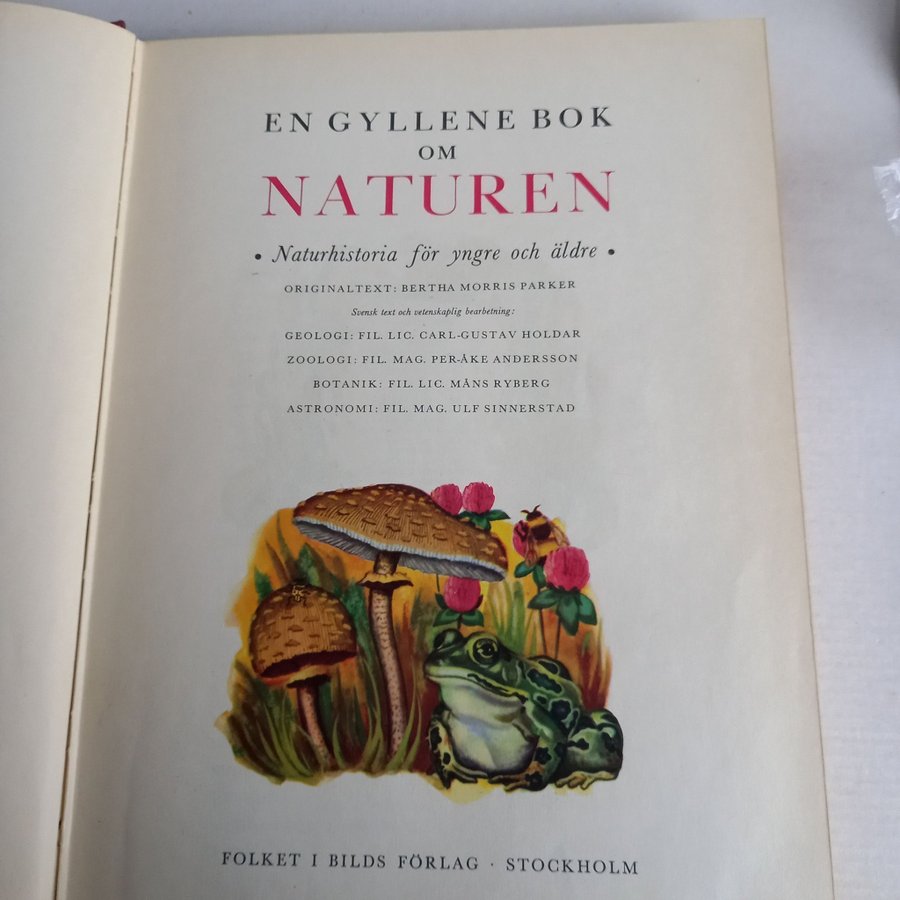 EN GYLLENE BOK
OM
NATUREN
• Naturhistoria för yngre och äldre •
ORIGINALTEXT: BERTHA MORRIS PARKER
Svensk text och vetenskaplig bearbetning:
GEOLOGI: FIL. LIC. CARL-GUSTAV HOLDAR
ZOOLOGI: FIL. MAG. PER-ÅKE ANDERSSON
BOTANIK: FIL. LIC. MÅNS RYBERG
ASTRONOMI: FIL. MAG. ULF SINNERSTAD
FOLKET I BILDS FÖRLAG · STOCKHOLM